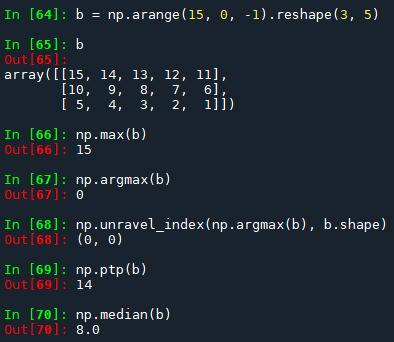 In [64]: b = np.arange(15, 0, -1).reshape(3, 5)
In [65]: b
Out[65]:
array([[15, 14, 13, 12, 11],
       [10,  9,  8,  7,  6],
       [ 5,  4,  3,  2,  1]])
In [66]: np.max(b)
Out[66]: 15
In [67]: np.argmax(b)
Out[67]: 0
In [68]: np.unravel_index(np.argmax(b), b.shape)
Out[68]: (0, 0)
In [69]: np.ptp(b)
Out[69]: 14
In [70]: np.median(b)
Out[70]: 8.0